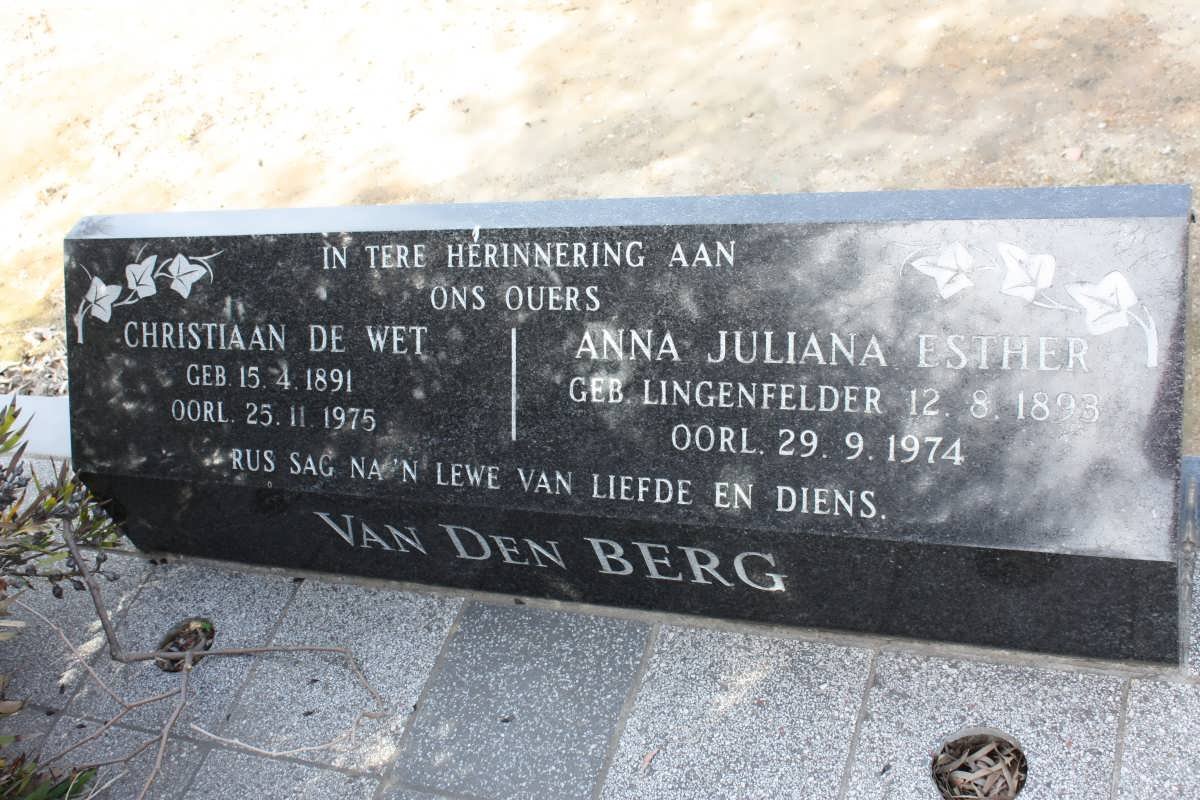 IN TERE HERINNERING AAN
ONS OUERS
CHRISTIAAN DE WET
GEB. 15. 4. 1891
OORL. 25. 11. 1975
ANNA JULIANA ESTHER
GEB. LINGENFELDER 12. 8. 1893
OORL. 29. 9. 1974
RUS SAG NA 'N LEWE VAN LIEFDE EN DIENS.
VAN DEN BERG